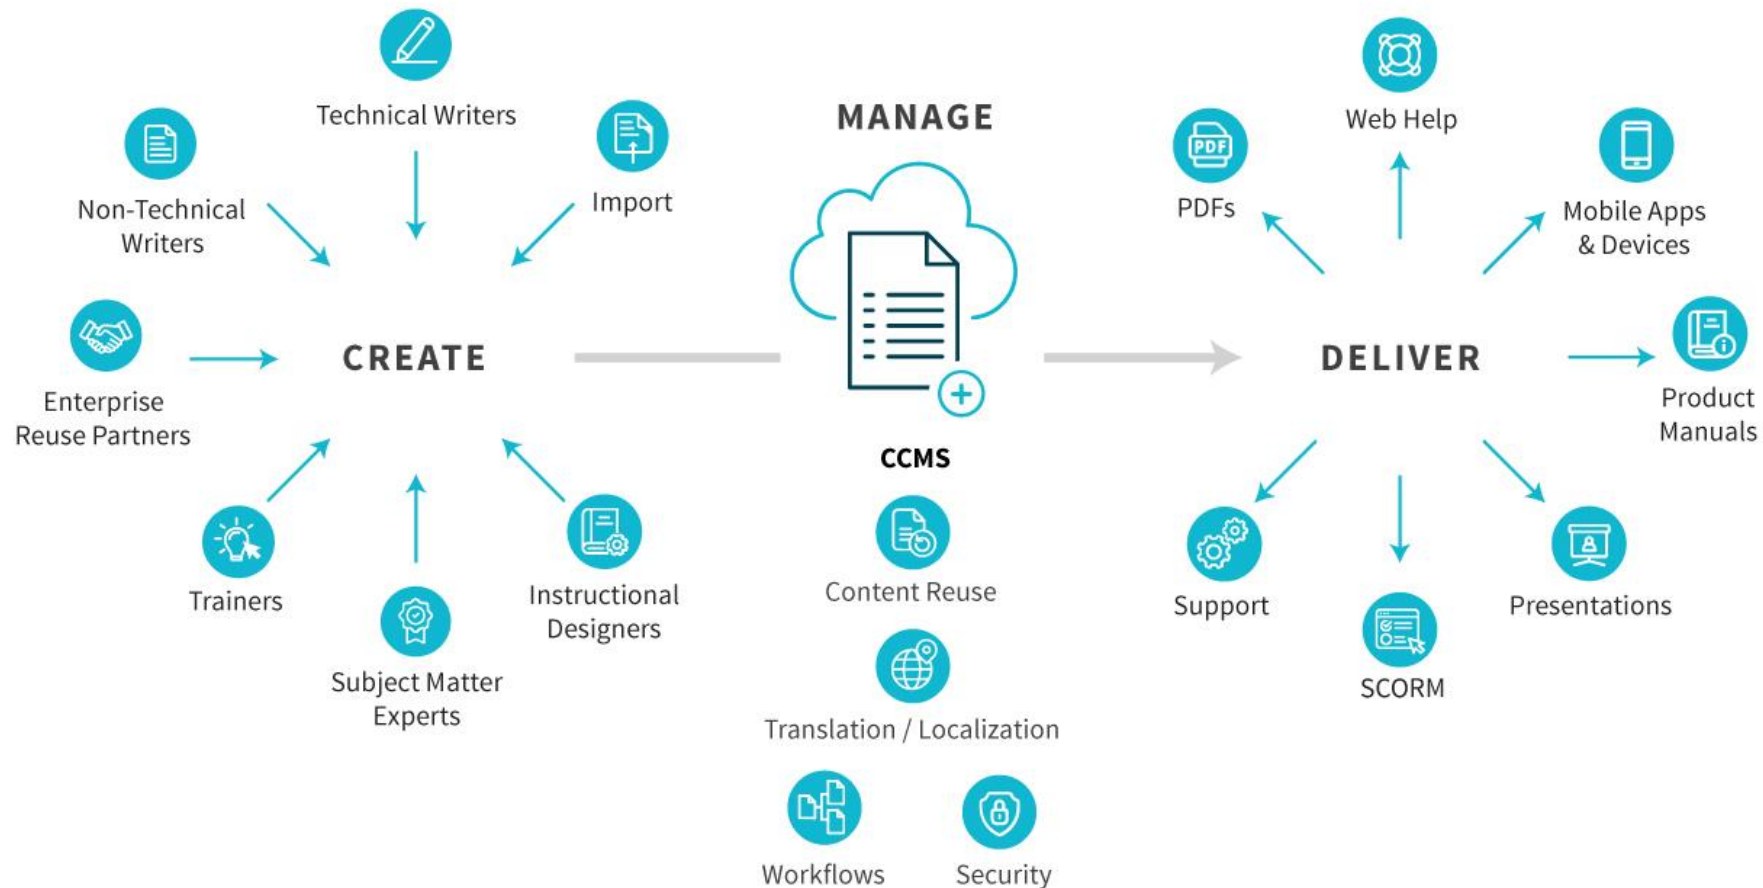 Technical Writers
Non-Technical
Writers
Import
Enterprise
Reuse Partners
CREATE
Trainers
Subject Matter
Experts
Instructional
Designers
MANAGE
CCMS
Content Reuse
Translation / Localization
Workflows
Security
PDF
PDFs
Web Help
Mobile Apps
& Devices
DELIVER
Product
Manuals
Support
SCORM
Presentations